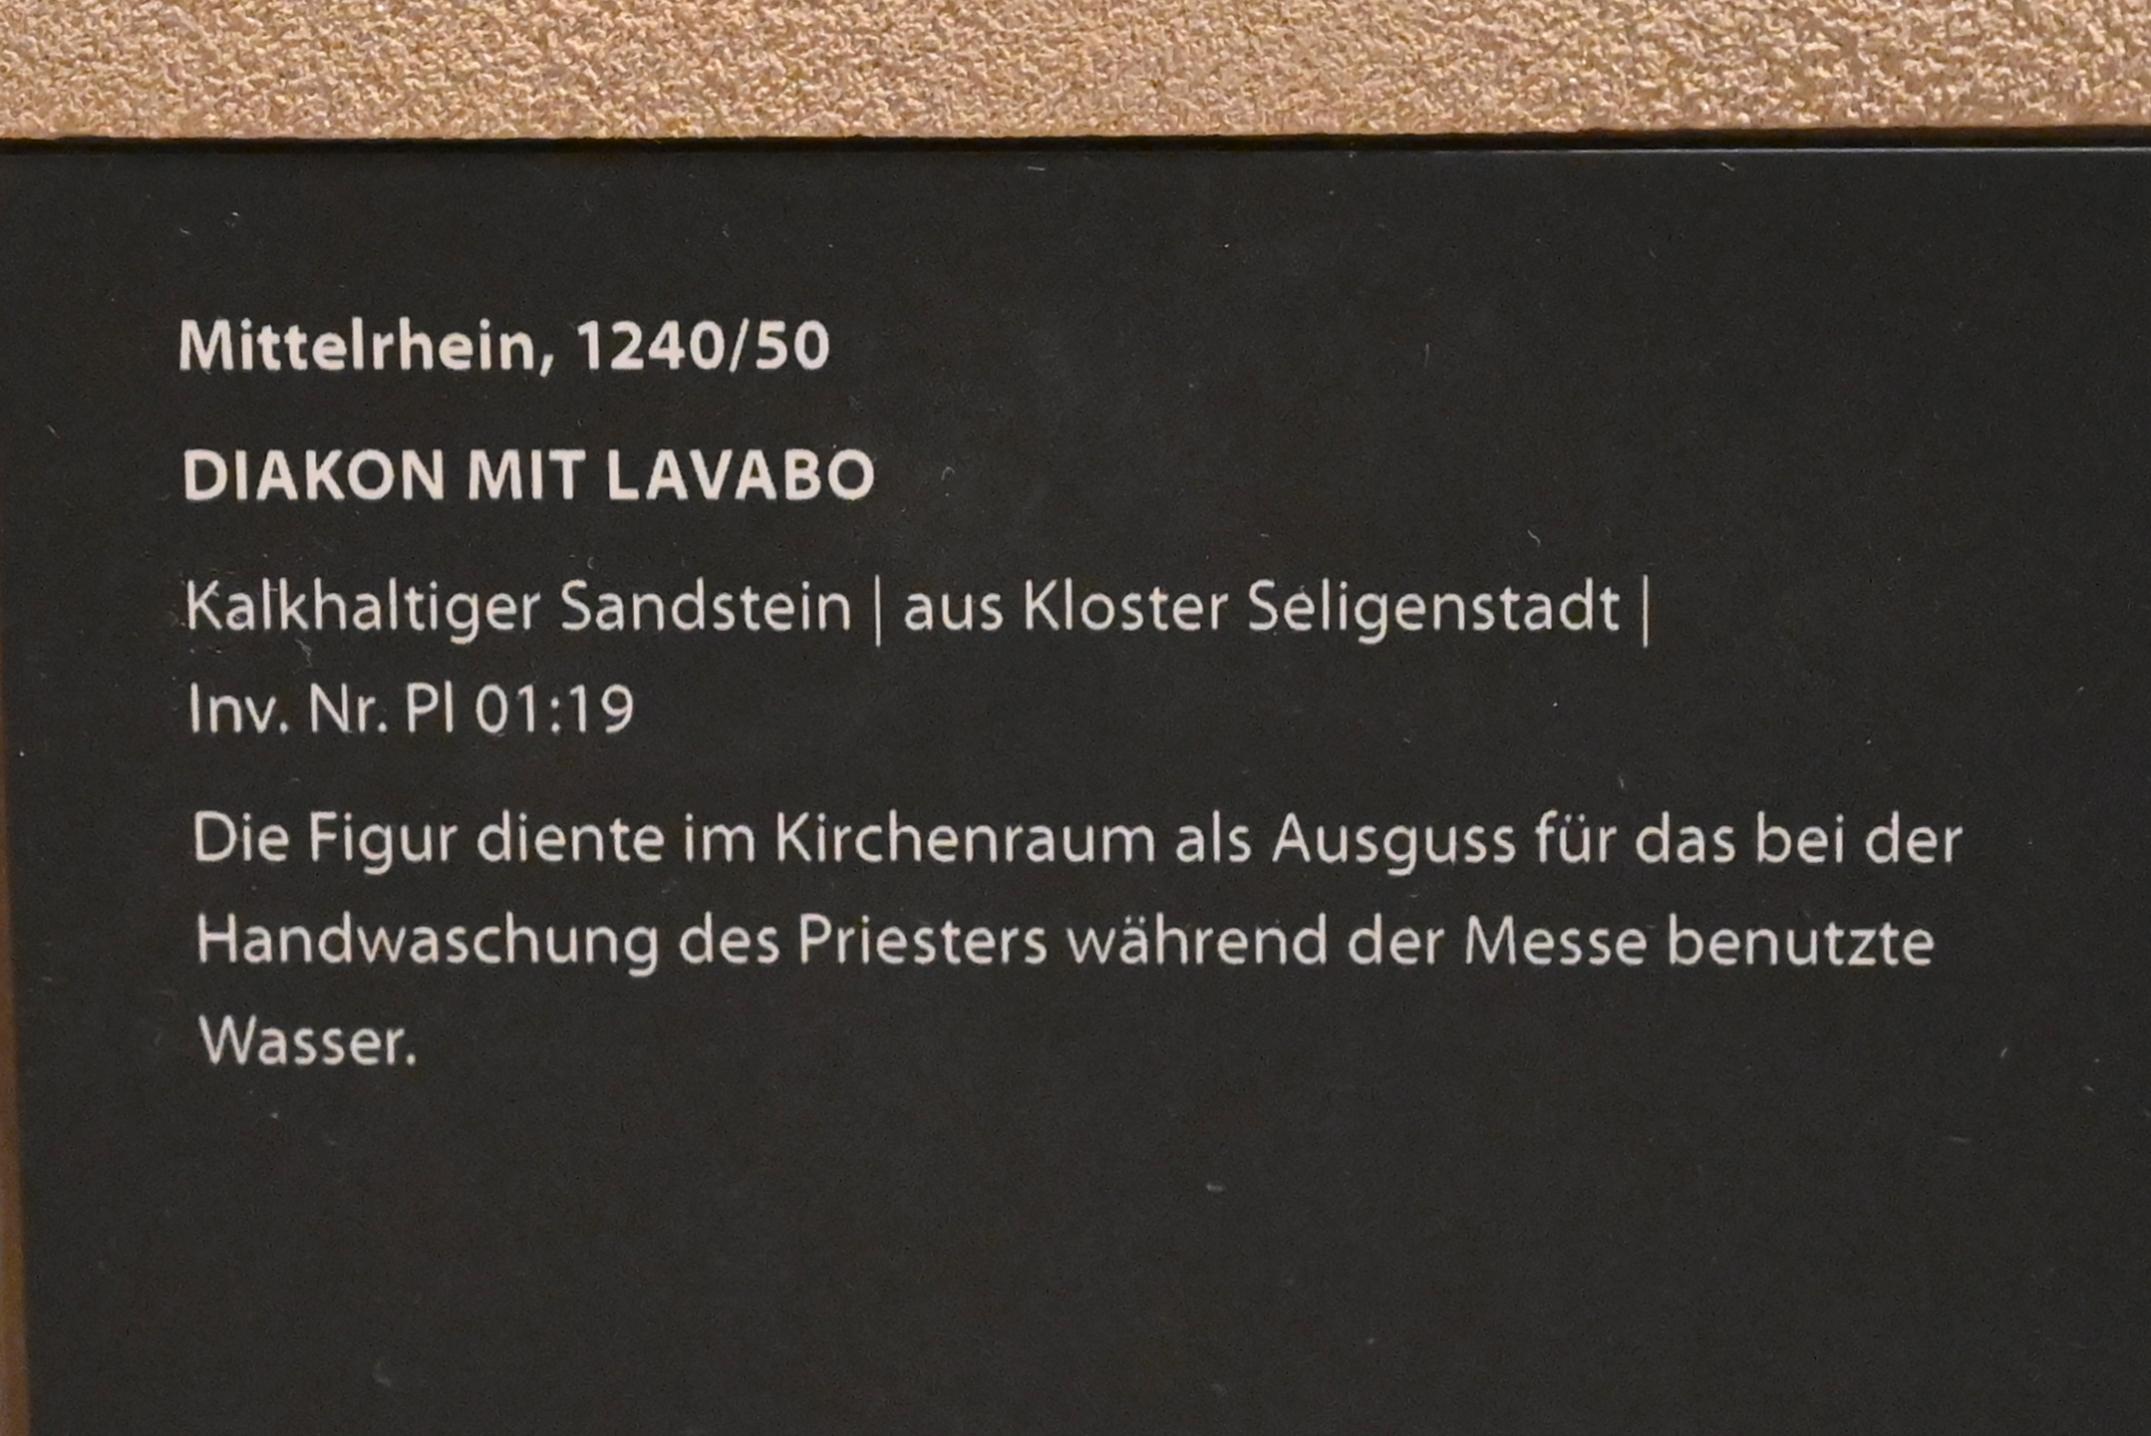 Mittelrhein, 1240/50
DIAKON MIT LAVABO
Kalkhaltiger Sandstein | aus Kloster Seligenstadt |
Inv. Nr. Pl 01:19
Die Figur diente im Kirchenraum als Ausguss für das bei der
Handwaschung des Priesters während der Messe benutzte
Wasser.